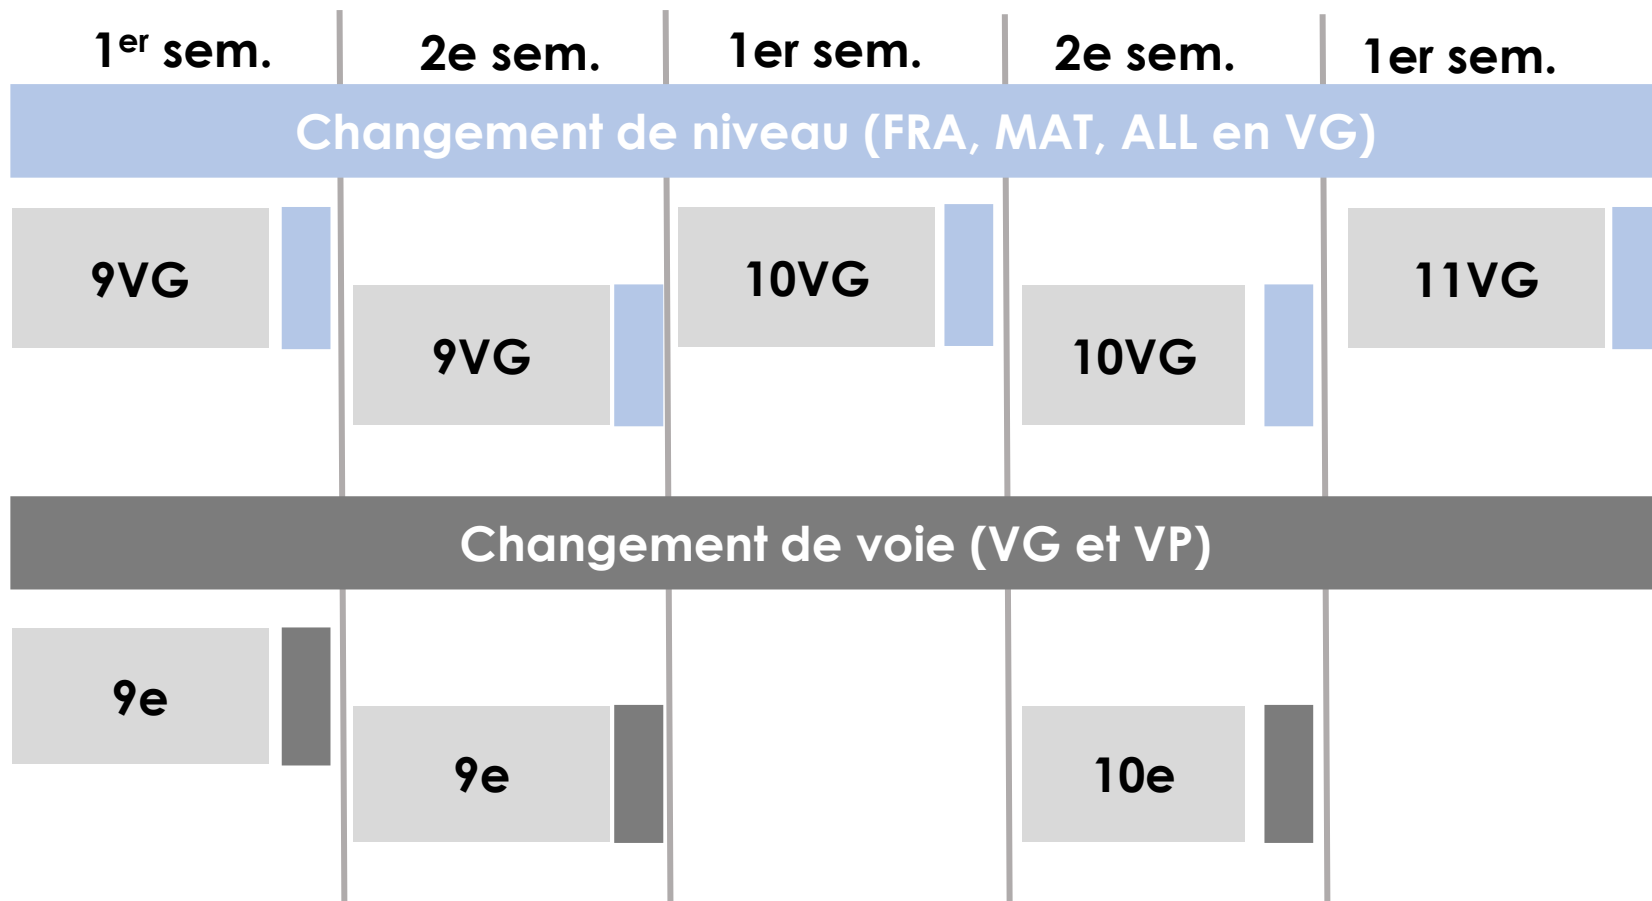 1er sem.
2e sem.
1er sem.
2e sem.
1er sem.
Changement de niveau (FRA, MAT, ALL en VG)
9VG
9VG
10VG
10VG
11VG
Changement de voie (VG et VP)
9e
9e
10e